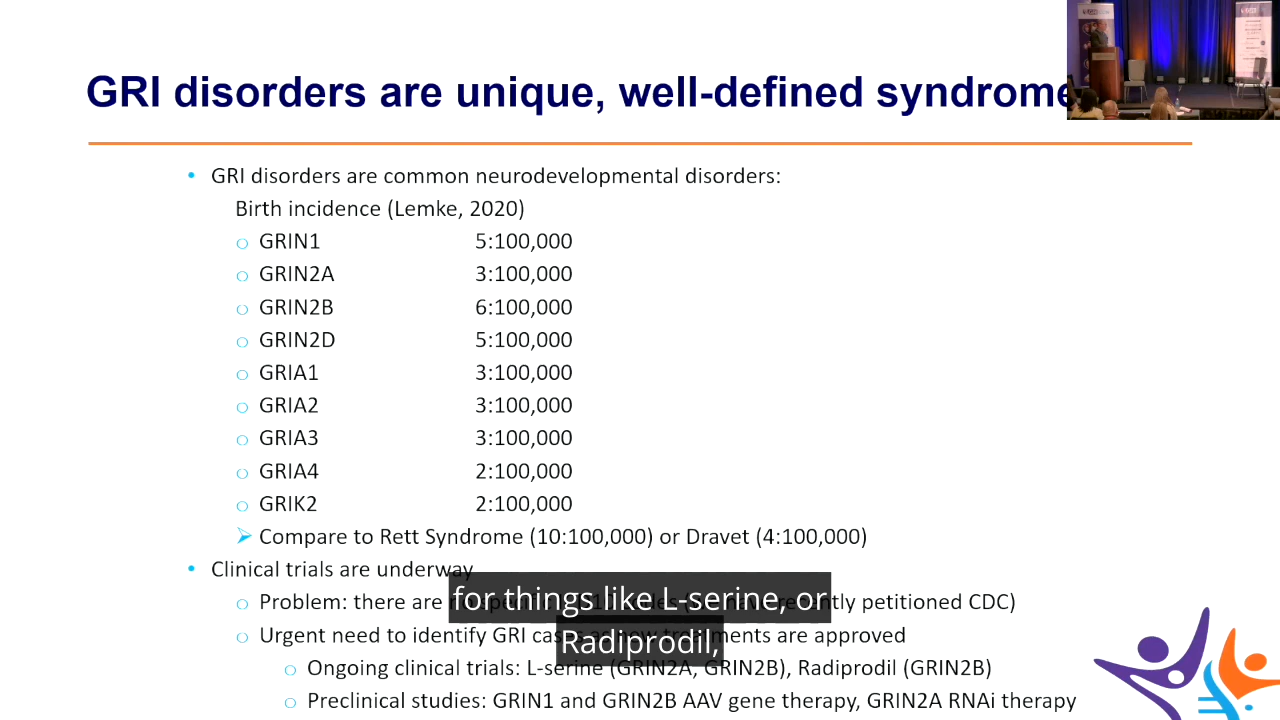 GRI disorders are unique, well-defined syndrome
• GRI disorders are common neurodevelopmental disorders:
Birth incidence (Lemke, 2020)
○ GRIN1 5:100,000
○ GRIN2A 3:100,000
○ GRIN2B 6:100,000
○ GRIN2D 5:100,000
○ GRIA1 3:100,000
○ GRIA2 3:100,000
○ GRIA3 3:100,000
○ GRIA4 2:100,000
○ GRIK2 2:100,000
➢ Compare to Rett Syndrome (10:100,000) or Dravet (4:100,000)
• Clinical trials are underway
○ Problem: there are recently petitioned CDC)
○ Urgent need to identify GRI treatments are approved
○ Ongoing clinical trials: L-serine (GRIN2A, GRIN2B), Radiprodil (GRIN2B)
○ Preclinical studies: GRIN1 and GRIN2B AAV gene therapy, GRIN2A RNAi therapy
for things like L-serine, or
Radiprodil,